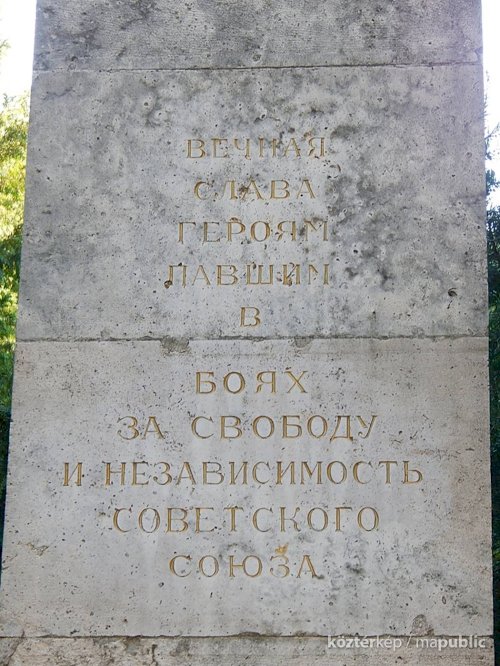 ВЕЧНАЯ
СЛАВА
ГЕРОЯМ
ПАВШИМ
В
БОЯХ
ЗА СВОБОДУ
И НЕЗАВИСИМОСТЬ
СОВЕТСКОГО
СОЮЗА
köztérkép / mapublic